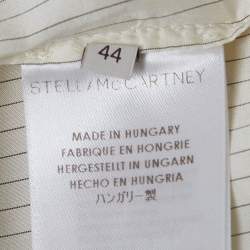 44
STELLA McCARTNEY
MADE IN HUNGARY
FABRIQUE EN HONGRIE
HERGESTELLT IN UNGARN
HECHO EN HUNGRIA
ハンガリー製